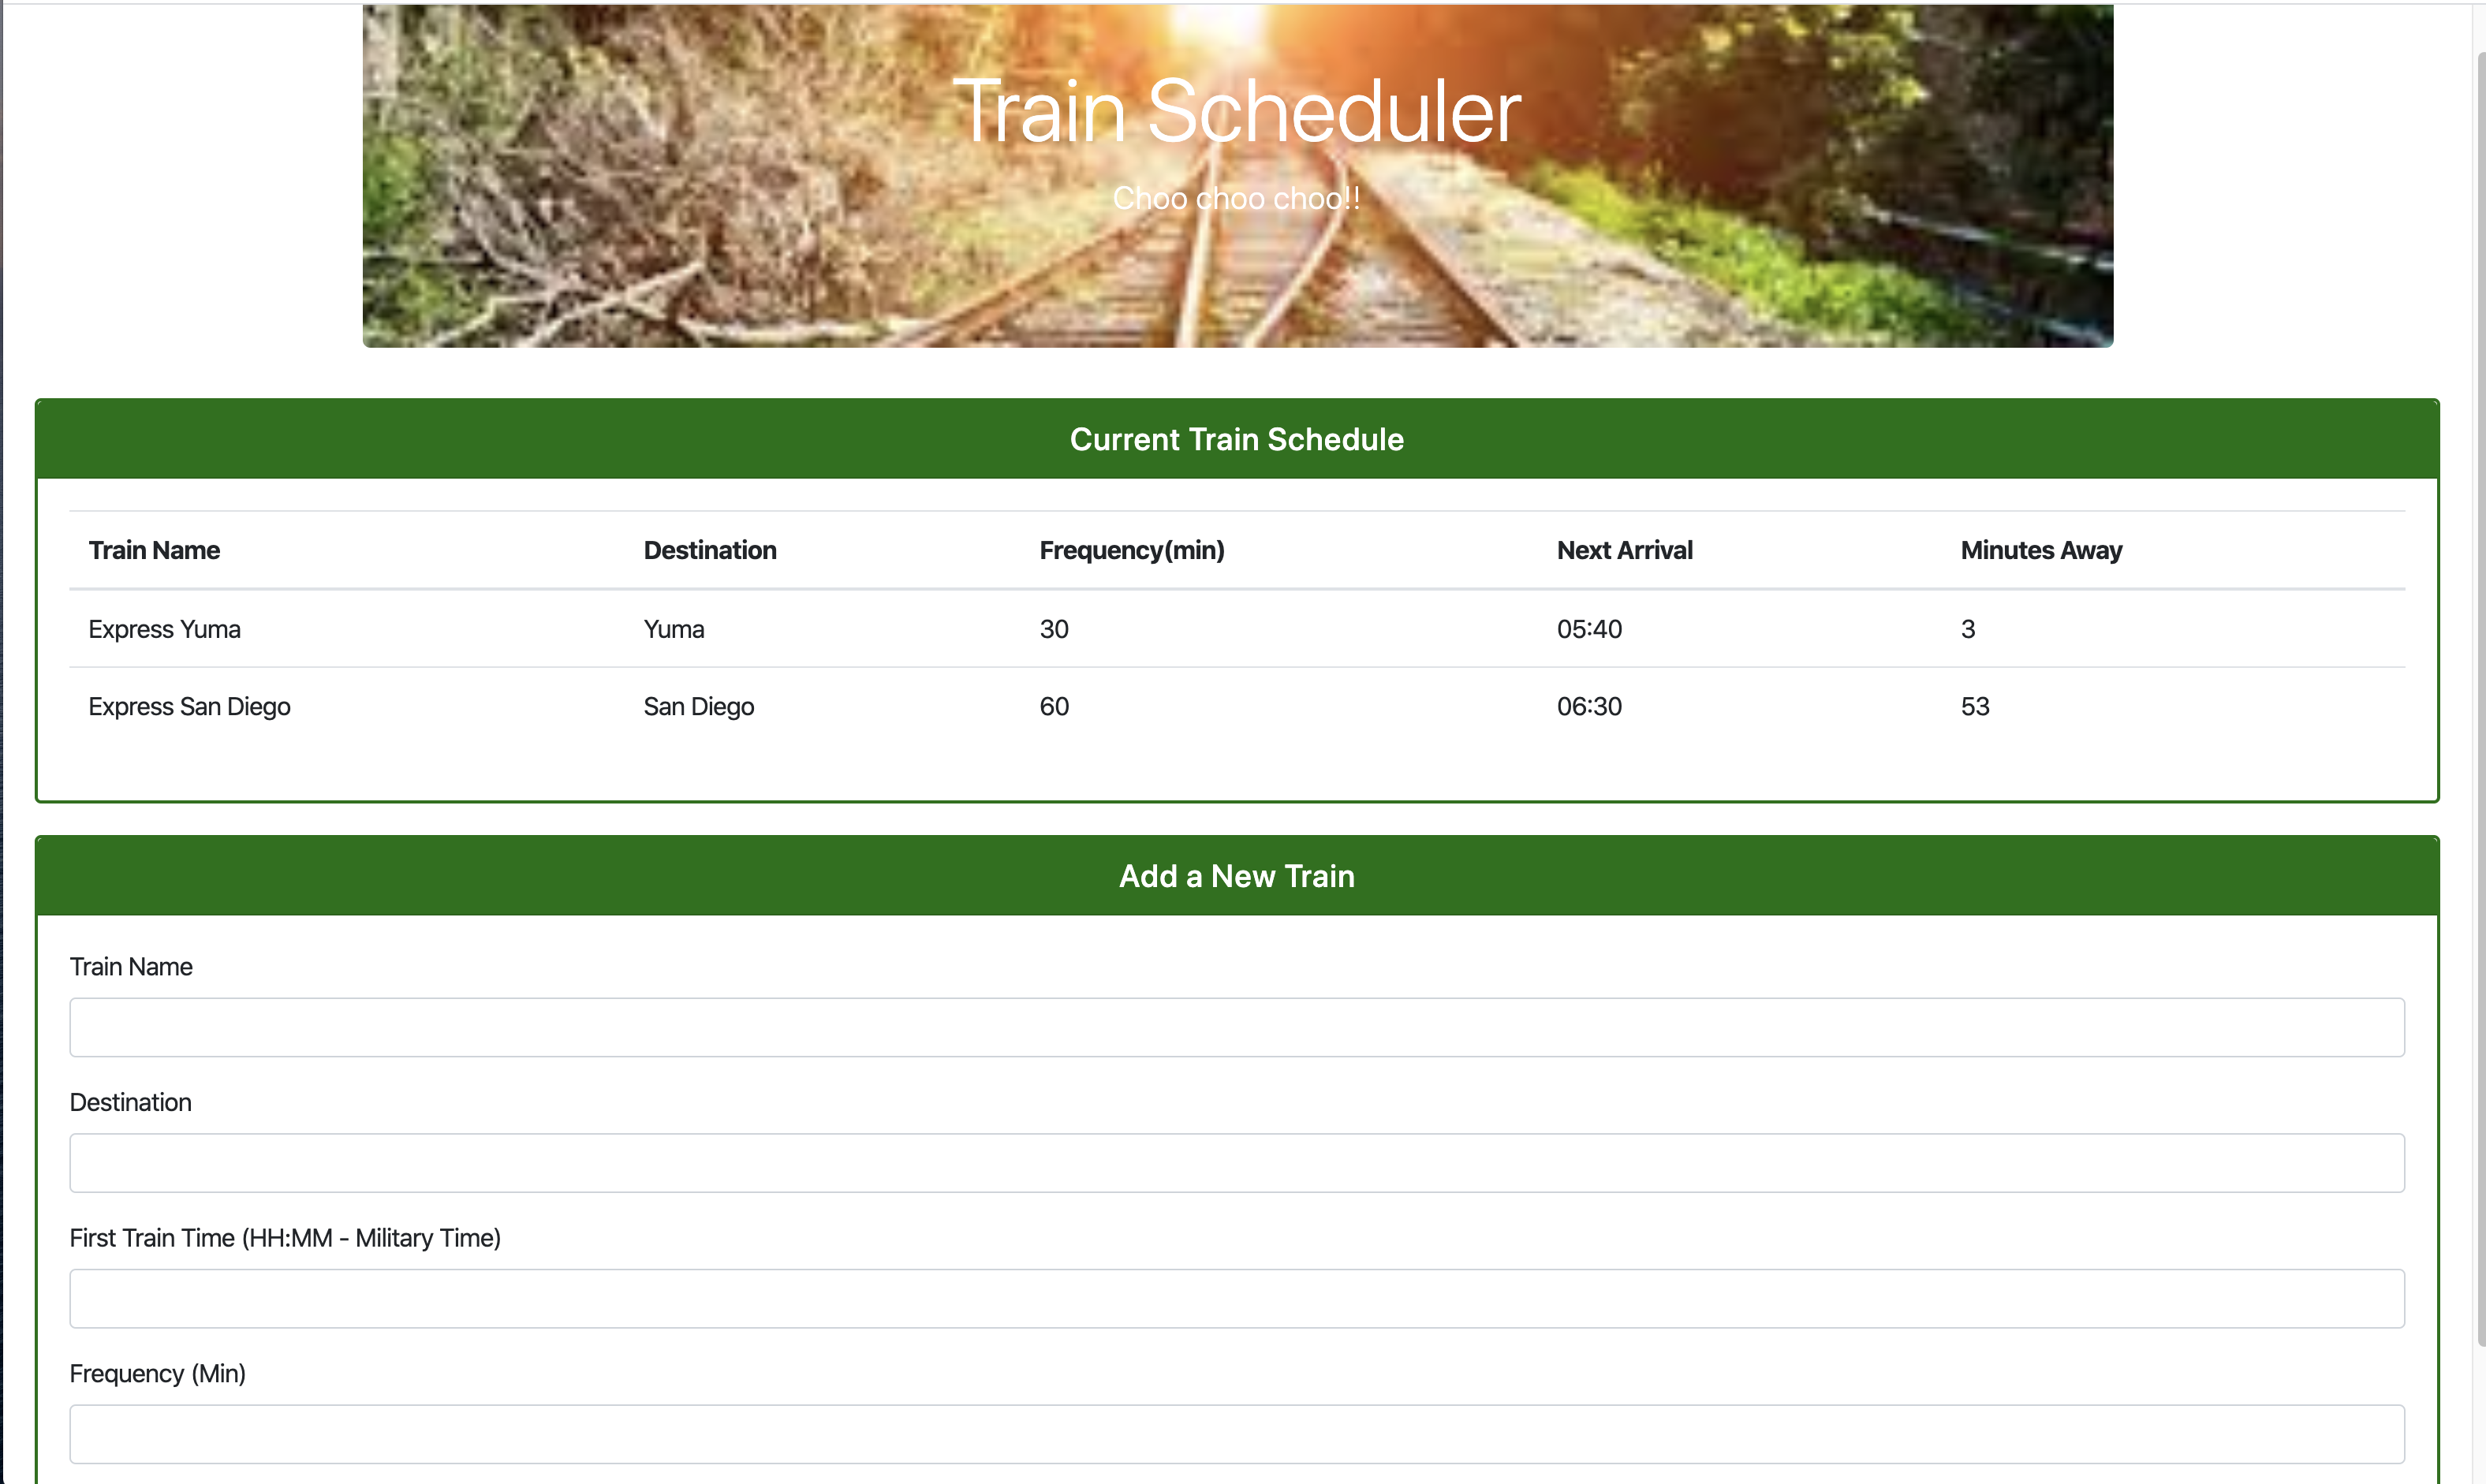 Train Scheduler
Choo choo choo!!
Current Train Schedule
Train Name Destination Frequency(min) Next Arrival Minutes Away
Express Yuma Yuma 30 05:40 3
Express San Diego San Diego 60 06:30 53
Add a New Train
Train Name
Destination
First Train Time (HH:MM - Military Time)
Frequency (Min)